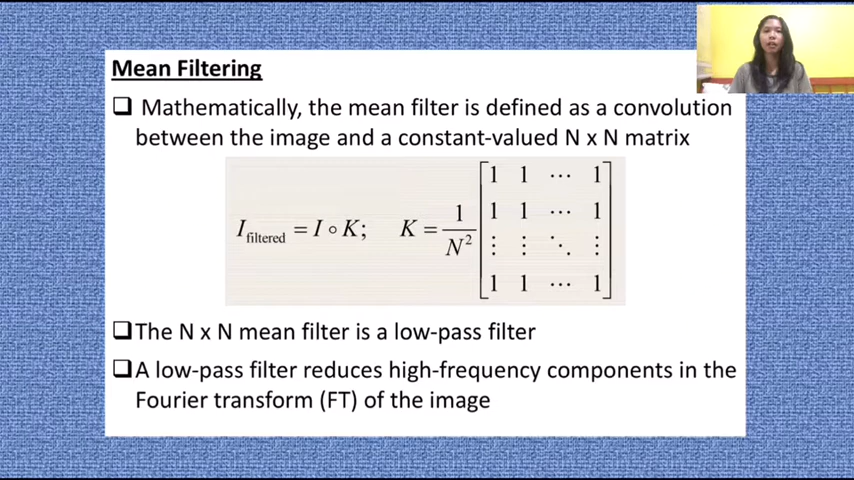 Mean Filtering
❑ Mathematically, the mean filter is defined as a convolution
between the image and a constant-valued N x N matrix
I_filtered = I ∘ K; K = 1/N² [1 1 ⋯ 1
1 1 ⋯ 1
⋮ ⋮ ⋱ ⋮
1 1 ⋯ 1]
❑The N x N mean filter is a low-pass filter
❑A low-pass filter reduces high-frequency components in the
Fourier transform (FT) of the image